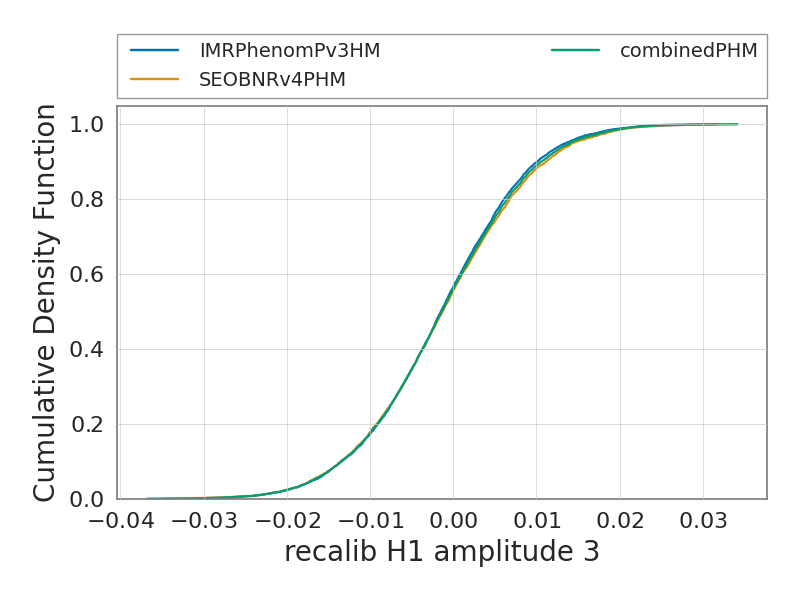 IMRPhenomPv3HM
SEOBNRv4PHM
combinedPHM
Cumulative Density Function
1.0
0.8
0.6
0.4
0.2
0.0
−0.04 −0.03 −0.02 −0.01 0.00 0.01 0.02 0.03
recalib H1 amplitude 3